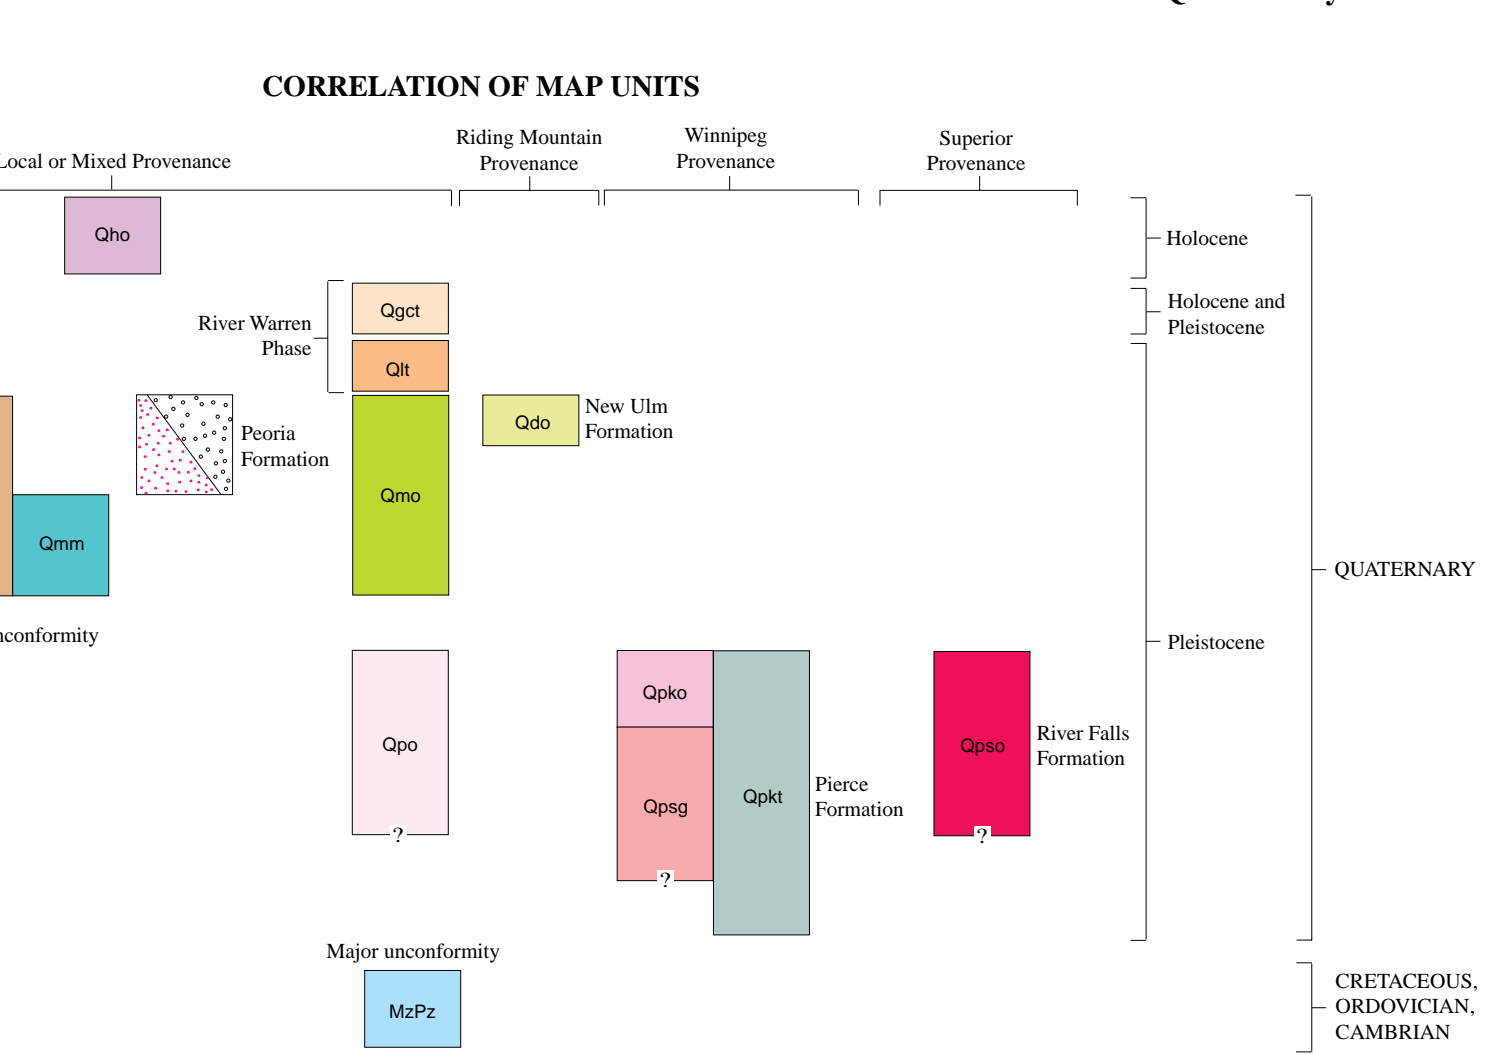 CORRELATION OF MAP UNITS
Local or Mixed Provenance
Riding Mountain
Provenance
Winnipeg
Provenance
Superior
Provenance
Qho
Holocene
River Warren
Phase
Qgct
Qlt
Holocene and
Pleistocene
Peoria
Formation
Qmo
Qdo
New Ulm
Formation
Qmm
QUATERNARY
Pleistocene
Qpo
?
Qpko
Qpsg
?
Qpkt
Pierce
Formation
Qpso
?
River Falls
Formation
Major unconformity
MzPz
CRETACEOUS,
ORDOVICIAN,
CAMBRIAN